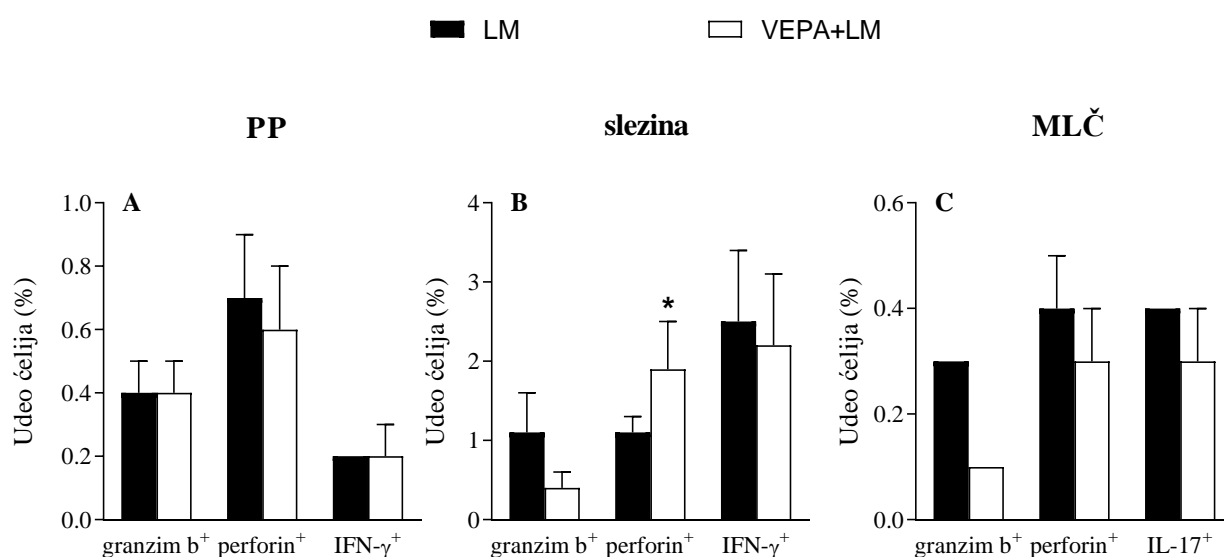 LM VEPA+LM
PP slezina MLČ
A
1.0
0.8
0.6
0.4
0.2
0.0
Udeo ćelija (%)
granzim b⁺ perforin⁺ IFN-γ⁺
B
4
3
2
1
0
Udeo ćelija (%)
*
granzim b⁺ perforin⁺ IFN-γ⁺
C
0.6
0.4
0.2
0.0
Udeo ćelija (%)
granzim b⁺ perforin⁺ IL-17⁺